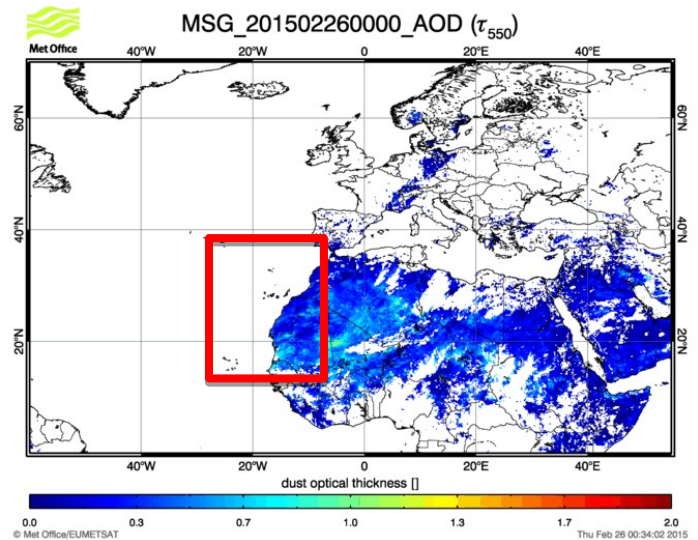 Met Office
MSG_201502260000_AOD (τ550)
40°W 20°W 0 20°E 40°E
60°N
40°N 40°N
20°N 20°N
40°W 20°W 0 20°E 40°E
dust optical thickness []
0.0 0.3 0.7 1.0 1.3 1.7 2.0
© Met Office/EUMETSAT Thu Feb 26 00:34:02 2015